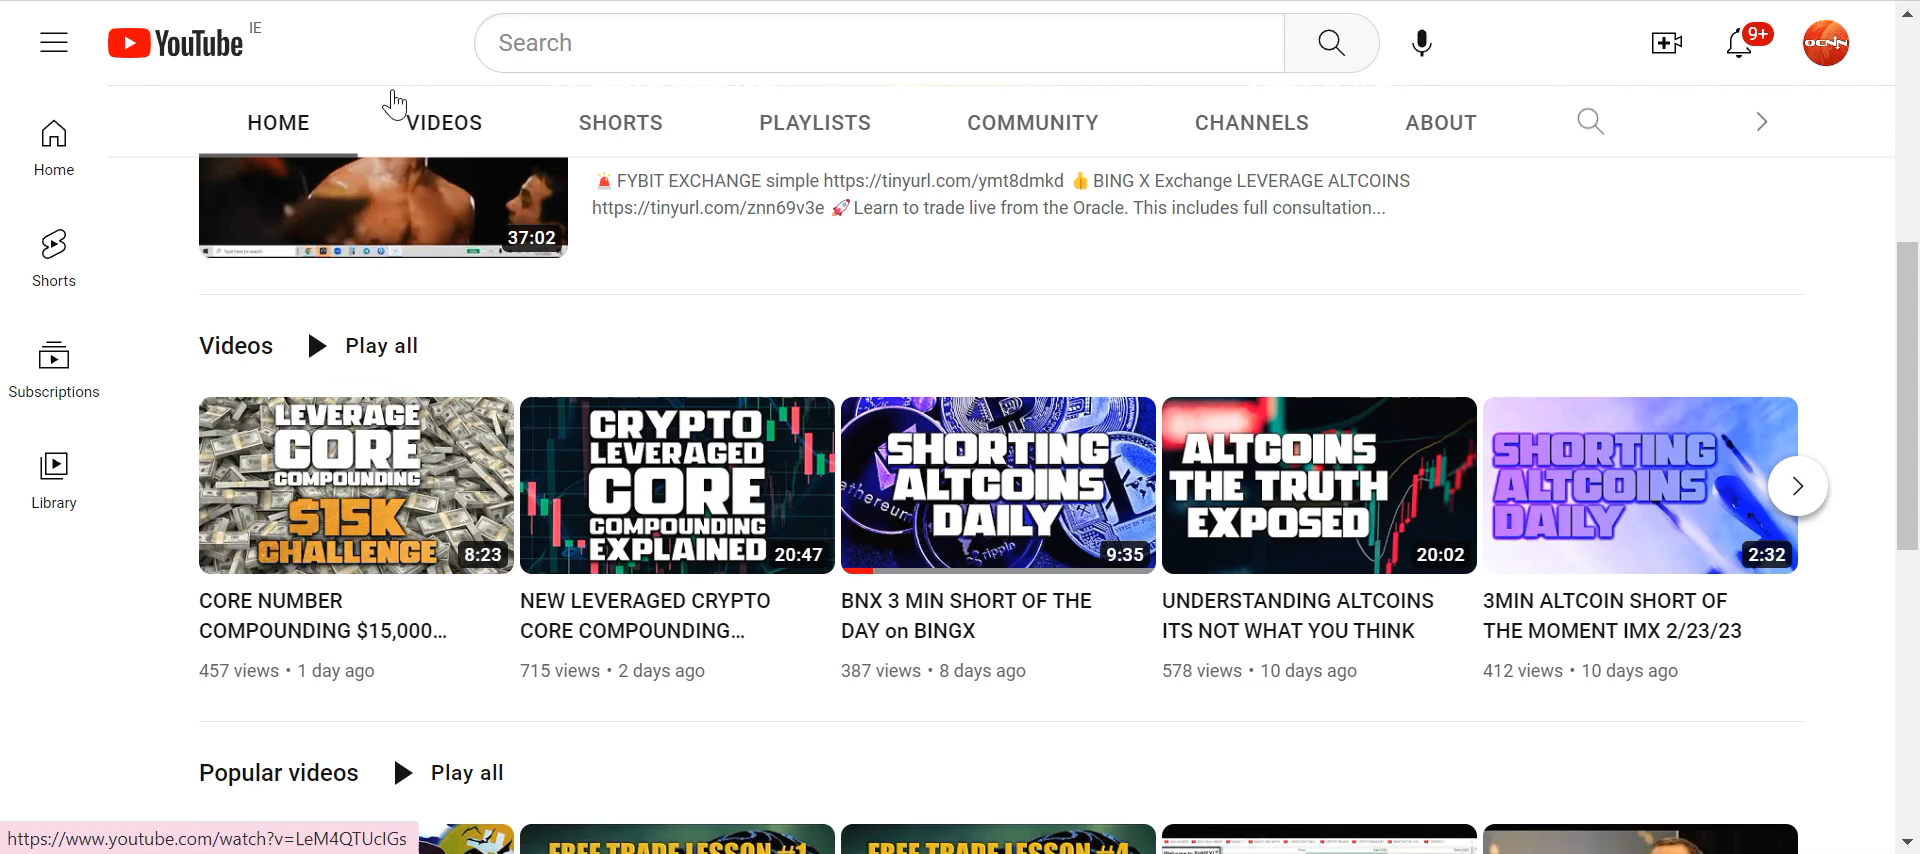 YouTube IE
Search
9+
OCNN
HOME VIDEOS SHORTS PLAYLISTS COMMUNITY CHANNELS ABOUT
Home
Shorts
Subscriptions
Library
🚨 FYBIT EXCHANGE simple https://tinyurl.com/ymt8dmkd 👍 BING X Exchange LEVERAGE ALTCOINS
https://tinyurl.com/znn69v3e 🚀 Learn to trade live from the Oracle. This includes full consultation...
37:02
Videos Play all
LEVERAGE
CORE
COMPOUNDING
$15K
CHALLENGE
8:23
CORE NUMBER
COMPOUNDING $15,000...
457 views • 1 day ago
CRYPTO
LEVERAGED
CORE
COMPOUNDING
EXPLAINED
20:47
NEW LEVERAGED CRYPTO
CORE COMPOUNDING...
715 views • 2 days ago
SHORTING
ALTCOINS
DAILY
ethereum
ripple
9:35
BNX 3 MIN SHORT OF THE
DAY on BINGX
387 views • 8 days ago
ALTCOINS
THE TRUTH
EXPOSED
20:02
UNDERSTANDING ALTCOINS
ITS NOT WHAT YOU THINK
578 views • 10 days ago
SHORTING
ALTCOINS
DAILY
2:32
3MIN ALTCOIN SHORT OF
THE MOMENT IMX 2/23/23
412 views • 10 days ago
Popular videos Play all
FREE TRADE LESSON #1
FREE TRADE LESSON #4
https://www.youtube.com/watch?v=LeM4QTUcIGs